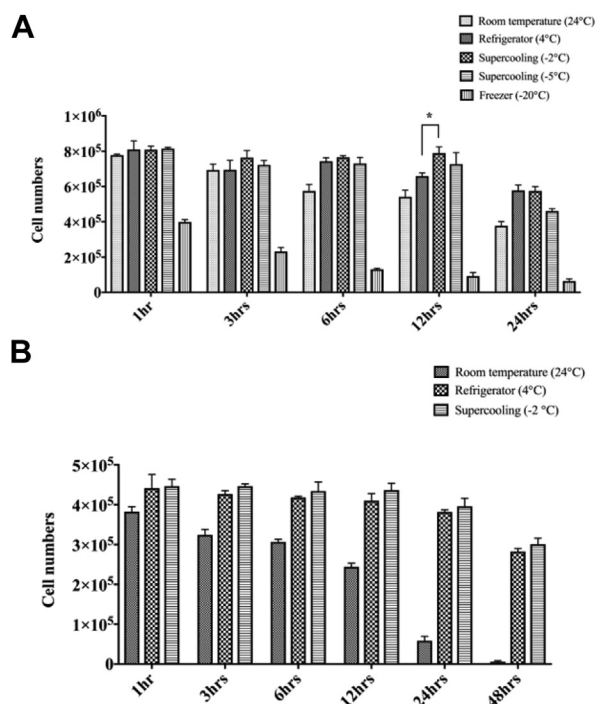 A
Room temperature (24°C)
Refrigerator (4°C)
Supercooling (-2°C)
Supercooling (-5°C)
Freezer (-20°C)
1×10⁶
8×10⁵
6×10⁵
4×10⁵
2×10⁵
0
Cell numbers
*
1hr
3hrs
6hrs
12hrs
24hrs
B
Room temperature (24°C)
Refrigerator (4°C)
Supercooling (-2 °C)
5×10⁵
4×10⁵
3×10⁵
2×10⁵
1×10⁵
0
Cell numbers
1hr
3hrs
6hrs
12hrs
24hrs
48hrs